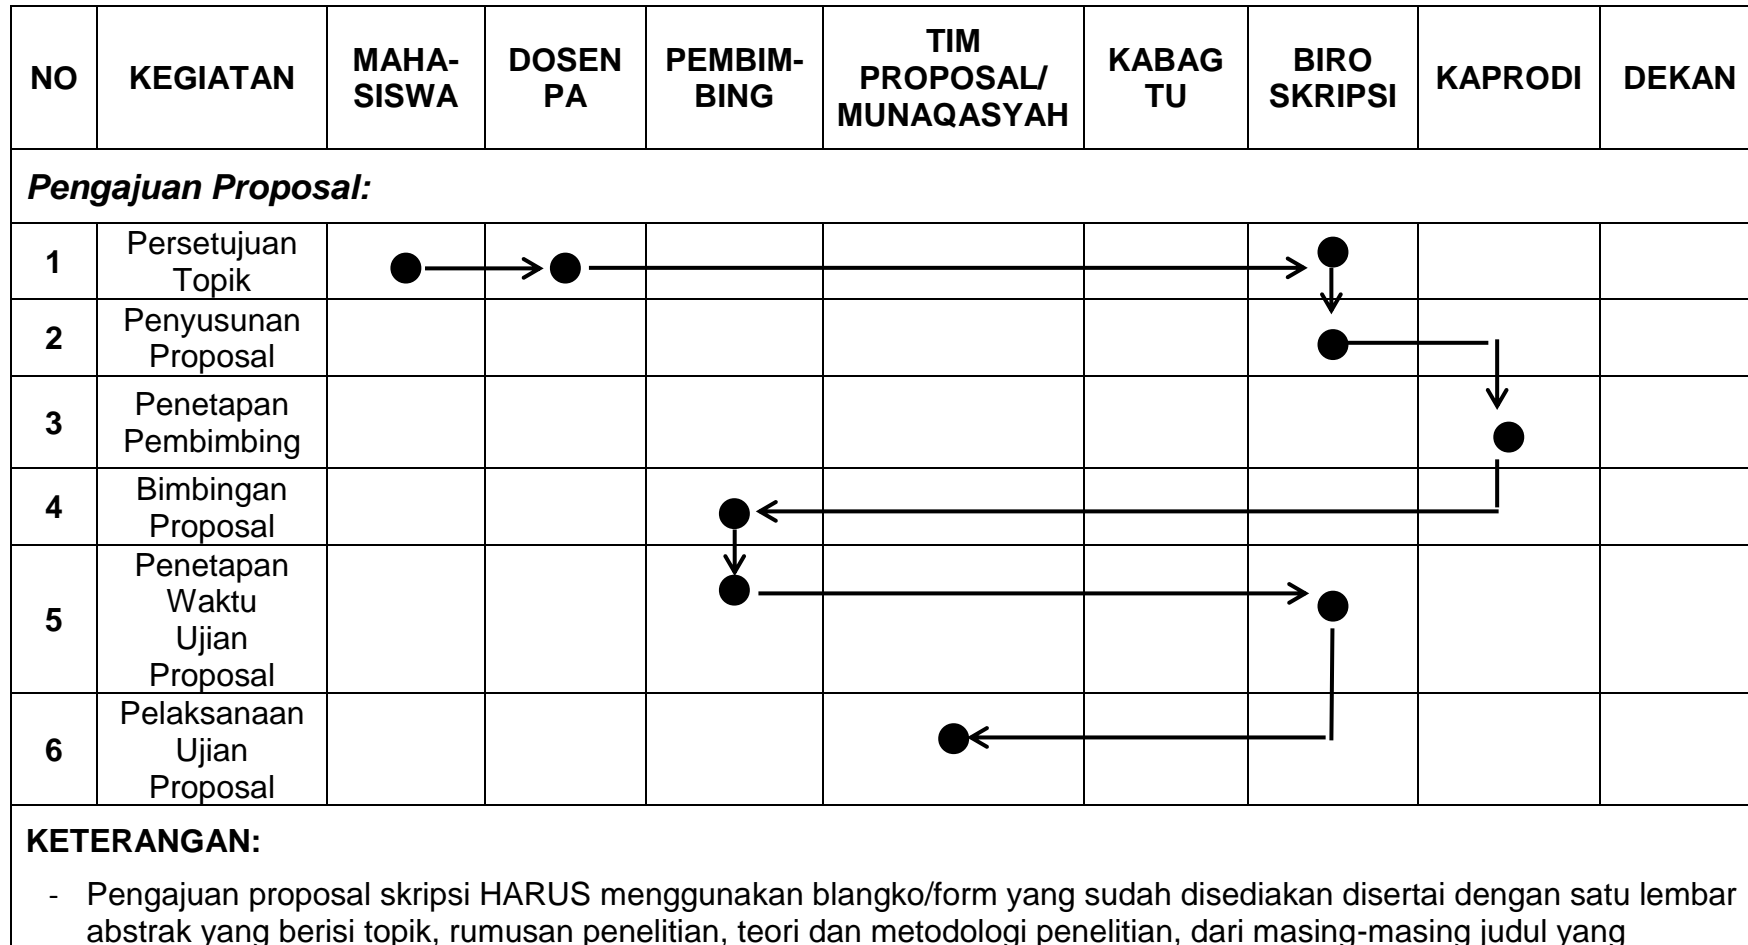 NO
KEGIATAN
MAHA-
SISWA
DOSEN
PA
PEMBIM-
BING
TIM
PROPOSAL/
MUNAQASYAH
KABAG
TU
BIRO
SKRIPSI
KAPRODI
DEKAN
Pengajuan Proposal:
1
Persetujuan
Topik
2
Penyusunan
Proposal
3
Penetapan
Pembimbing
4
Bimbingan
Proposal
5
Penetapan
Waktu
Ujian
Proposal
6
Pelaksanaan
Ujian
Proposal
KETERANGAN:
- Pengajuan proposal skripsi HARUS menggunakan blangko/form yang sudah disediakan disertai dengan satu lembar
abstrak yang berisi topik, rumusan penelitian, teori dan metodologi penelitian, dari masing-masing judul yang